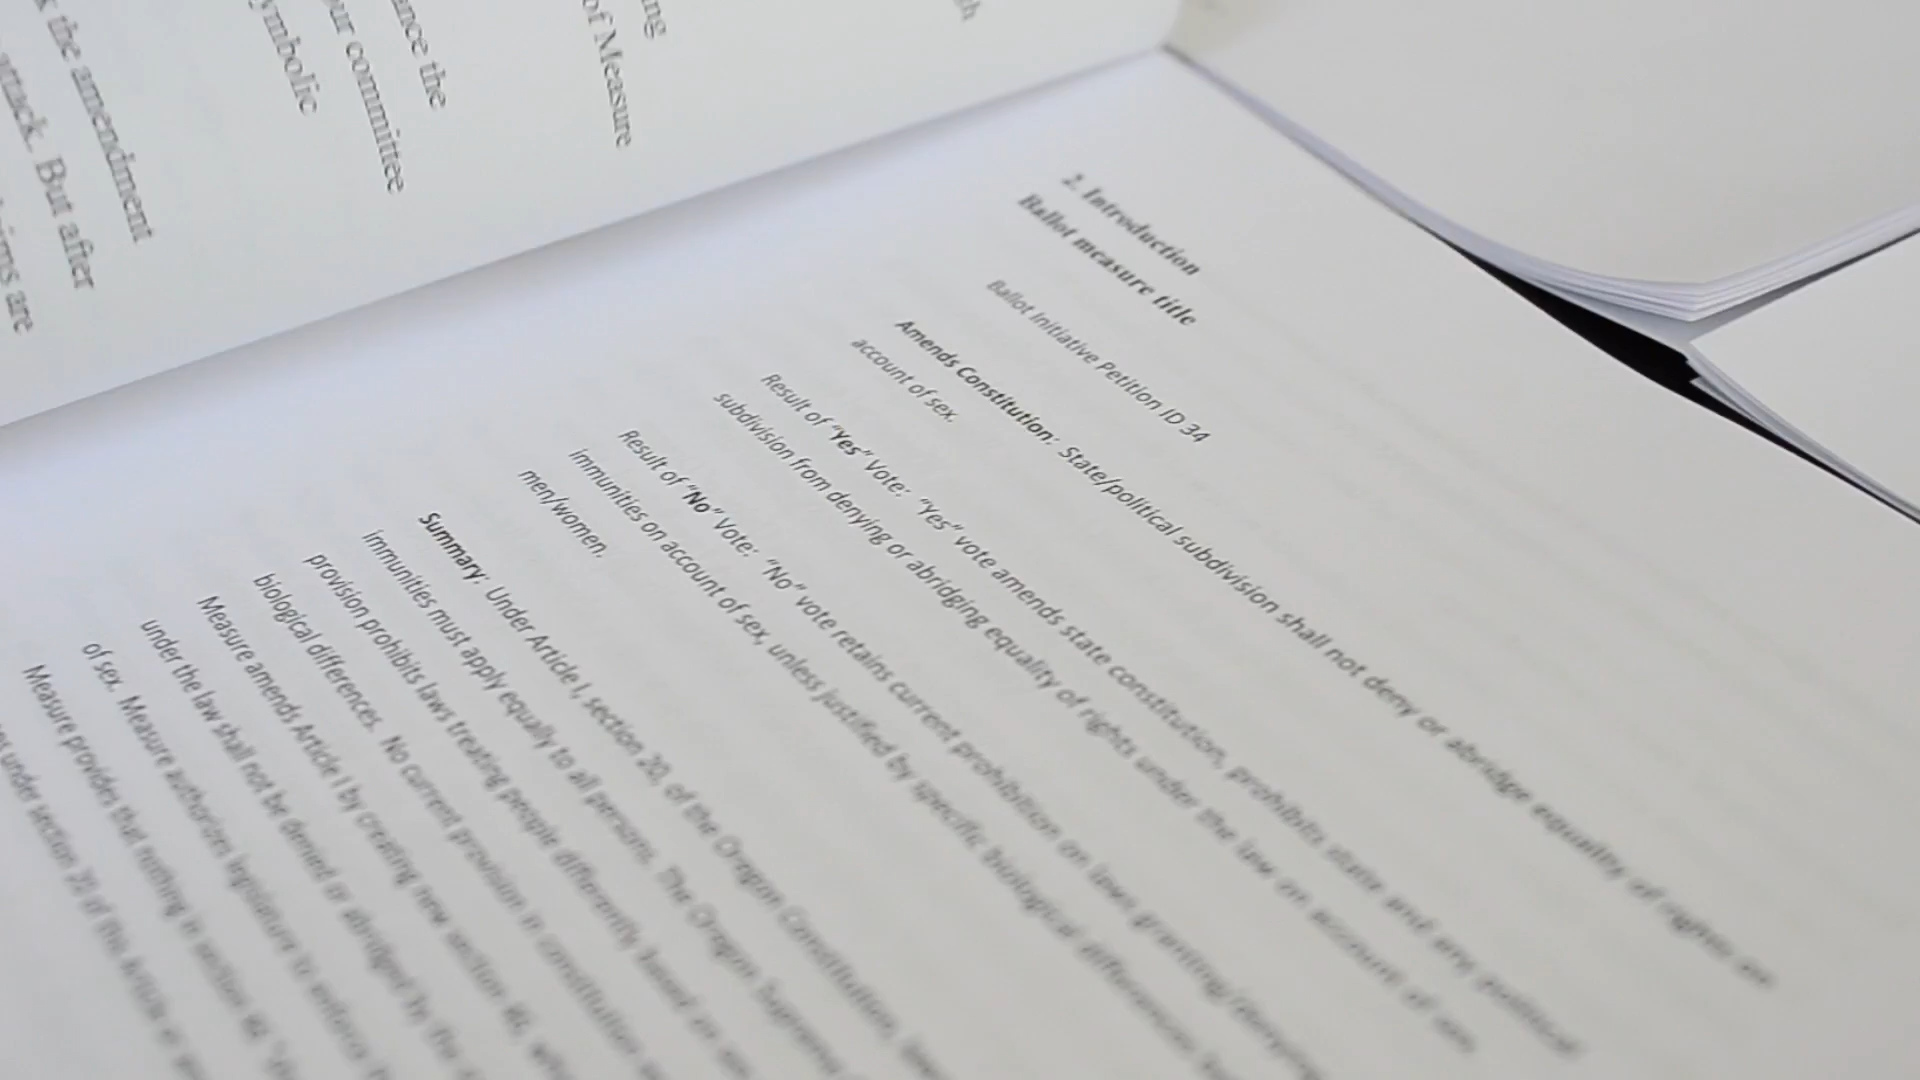 gh
ing
of Measure
ance the
our committee
symbolic
the amendment
attack. But after
are
2. Introduction
Ballot measure title
Ballot Initiative Petition ID 34
Amends Constitution: State/political subdivision shall not deny or abridge equality of rights on
account of sex.
Result of “Yes” Vote: “Yes” vote amends state constitution, prohibits state and any political
subdivision from denying or abridging equality of rights under the law on account of sex.
Result of “No” Vote: “No” vote retains current prohibition on laws granting/denying
immunities on account of sex, unless justified by specific biological differences
men/women.
Summary: Under Article I, section 20, of the Oregon Constitution, laws
immunities must apply equally to all persons. The Oregon Supreme
provision prohibits laws treating people differently based on
biological differences. No current provision in constitution
Measure amends Article I by creating new section 46,
under the law shall not be denied or abridged by the
of sex. Measure authorizes legislature to enforce
Measure provides that nothing in section 46
under section 20 of this Article